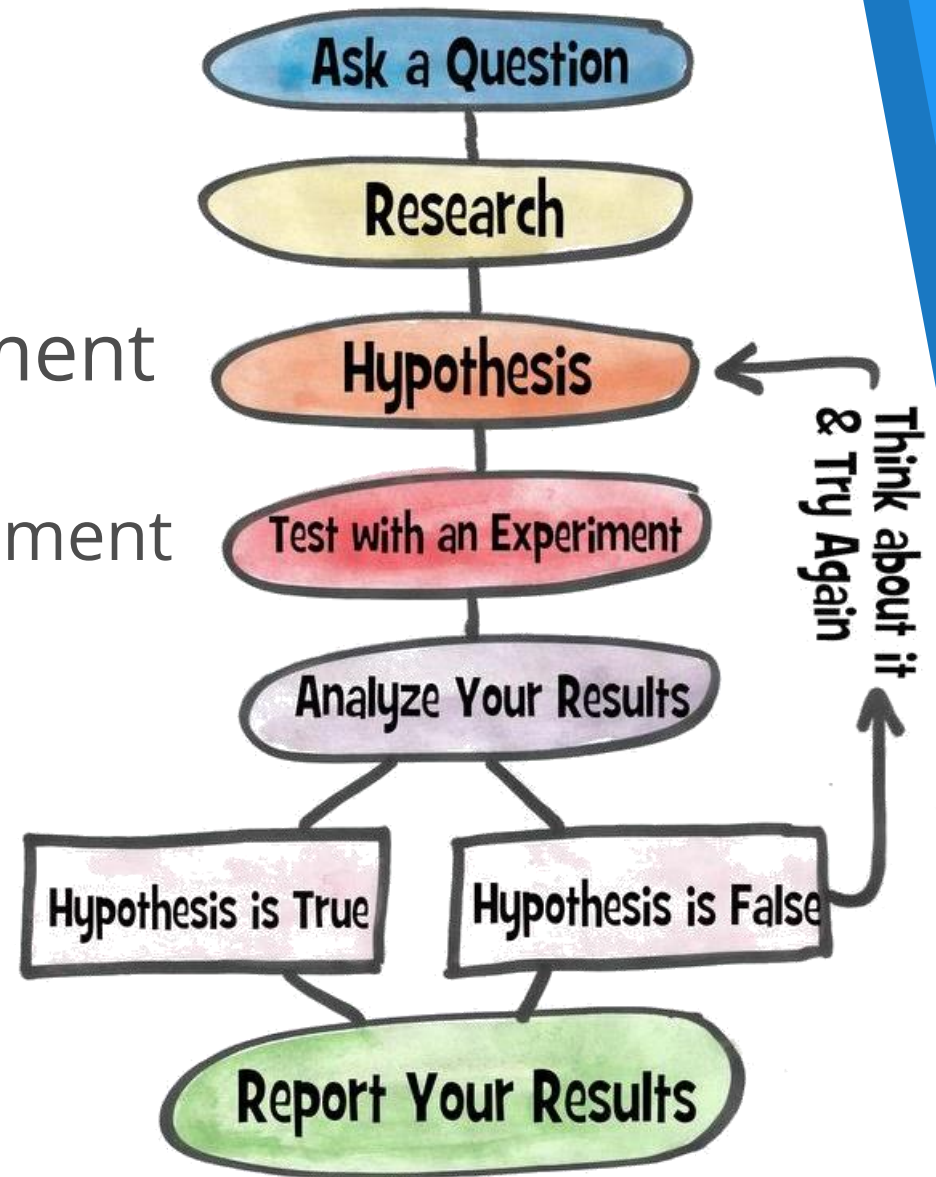 Ask a Question
Research
ment
Hypothesis
Think about it
& Try Again
ment
Test with an Experiment
Analyze Your Results
Hypothesis is True
Hypothesis is False
Report Your Results